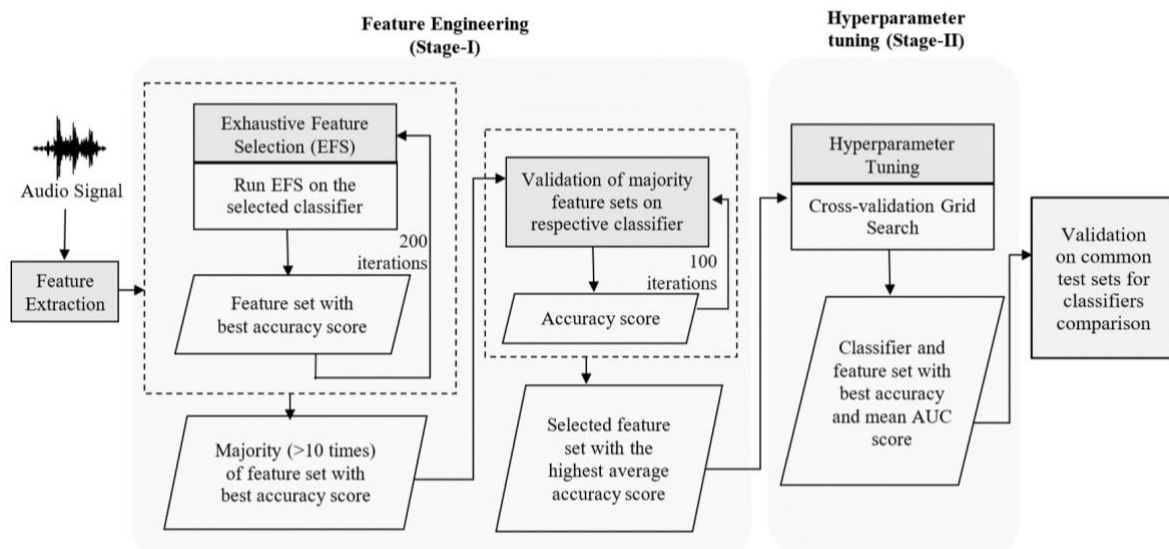 Feature Engineering
(Stage-I)
Hyperparameter
tuning (Stage-II)
Audio Signal
Feature
Extraction
Exhaustive Feature
Selection (EFS)
Run EFS on the
selected classifier
200
iterations
Feature set with
best accuracy score
Majority (>10 times)
of feature set with
best accuracy score
Validation of majority
feature sets on
respective classifier
100
iterations
Accuracy score
Selected feature
set with the
highest average
accuracy score
Hyperparameter
Tuning
Cross-validation Grid
Search
Classifier and
feature set with
best accuracy
and mean AUC
score
Validation
on common
test sets for
classifiers
comparison